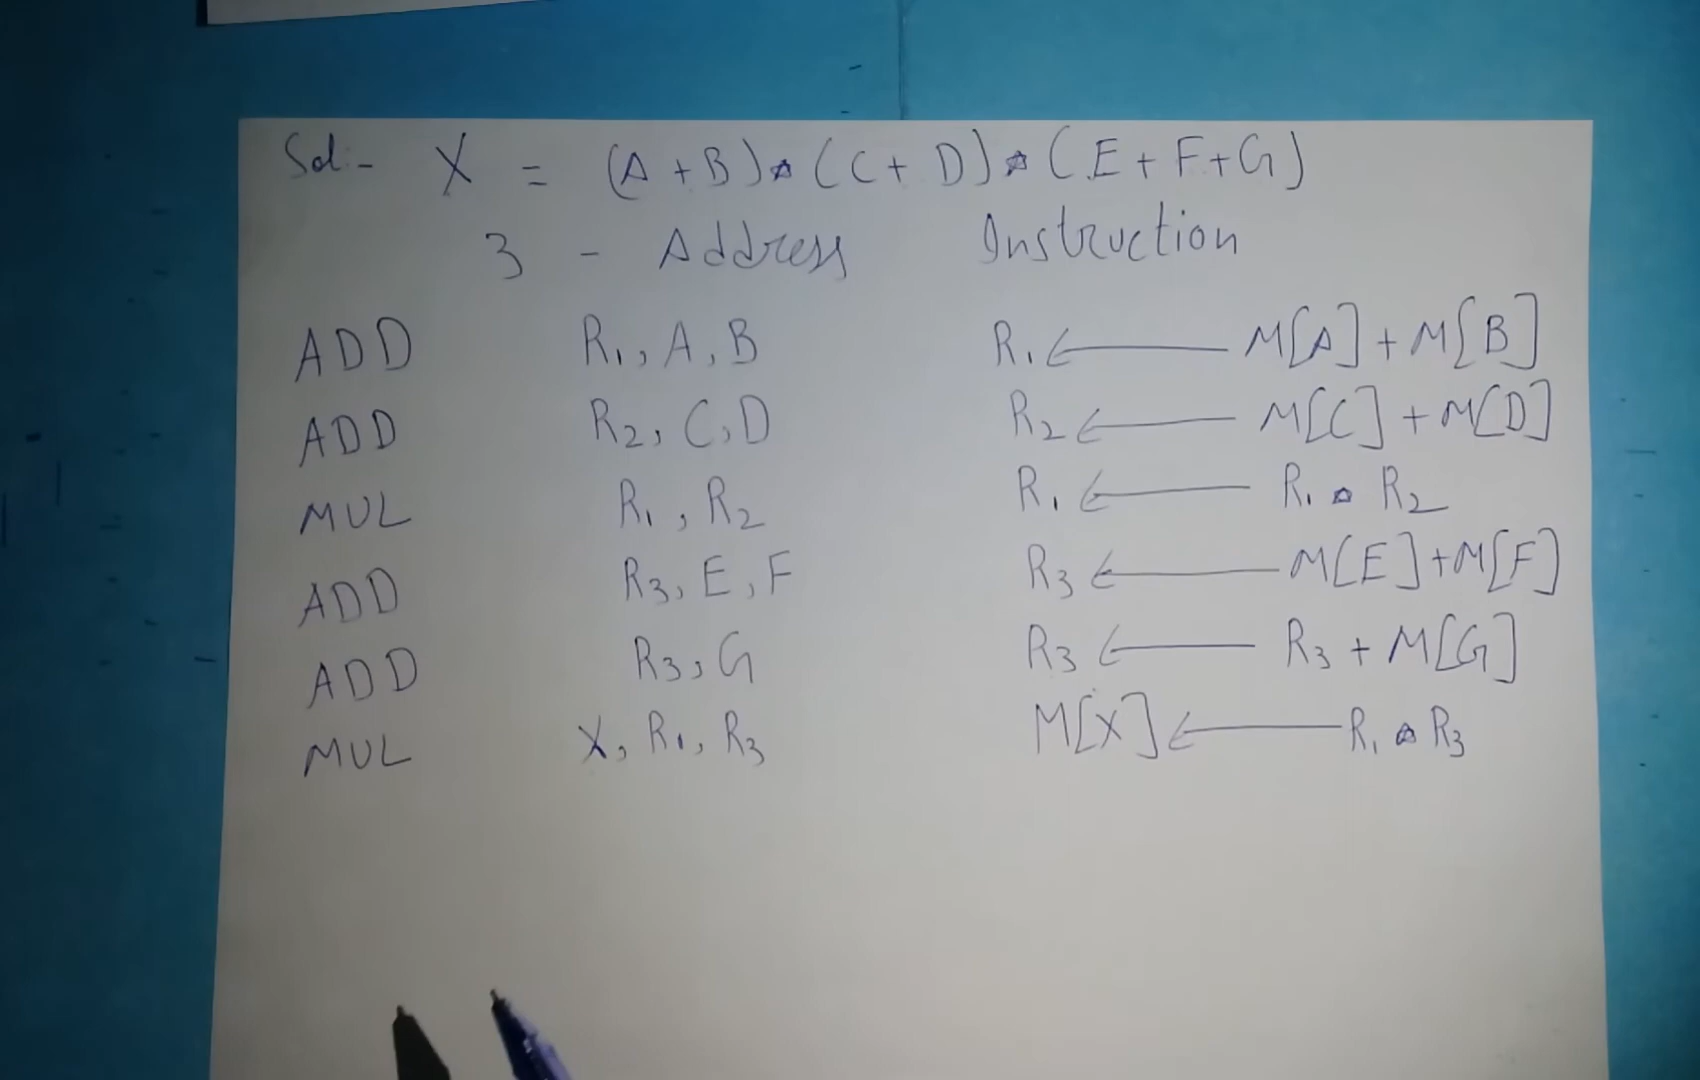 Sol- X = (A + B) * (C + D) * (E + F + G)
3 - Address Instruction
ADD R1, A, B R1 ← M[A] + M[B]
ADD R2, C, D R2 ← M[C] + M[D]
MUL R1, R2 R1 ← R1 * R2
ADD R3, E, F R3 ← M[E] + M[F]
ADD R3, G R3 ← R3 + M[G]
MUL X, R1, R3 M[X] ← R1 * R3